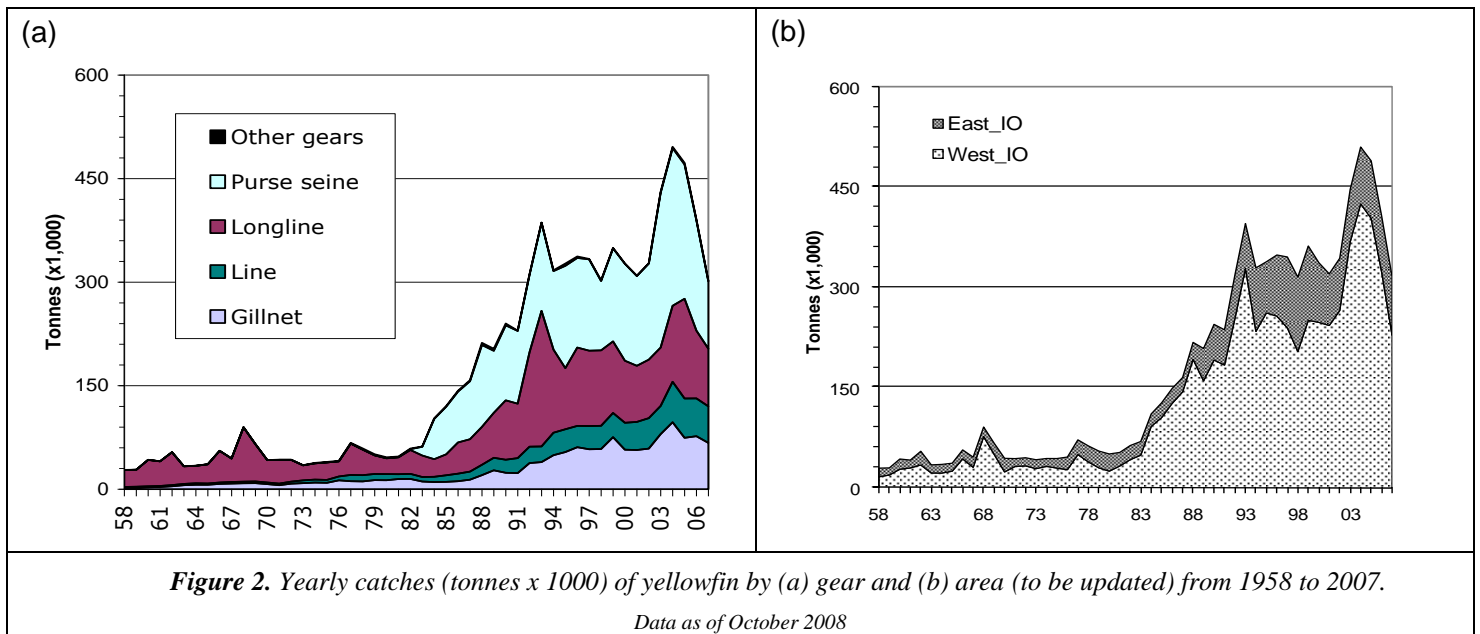 (a)
600
450
300
150
0
Tonnes (x1,000)
Other gears
Purse seine
Longline
Line
Gillnet
58 61 64 67 70 73 76 79 82 85 88 91 94 97 00 03 06
(b)
600
450
300
150
0
Tonnes (x1,000)
East_IO
West_IO
58 63 68 73 78 83 88 93 98 03
Figure 2. Yearly catches (tonnes x 1000) of yellowfin by (a) gear and (b) area (to be updated) from 1958 to 2007.
Data as of October 2008